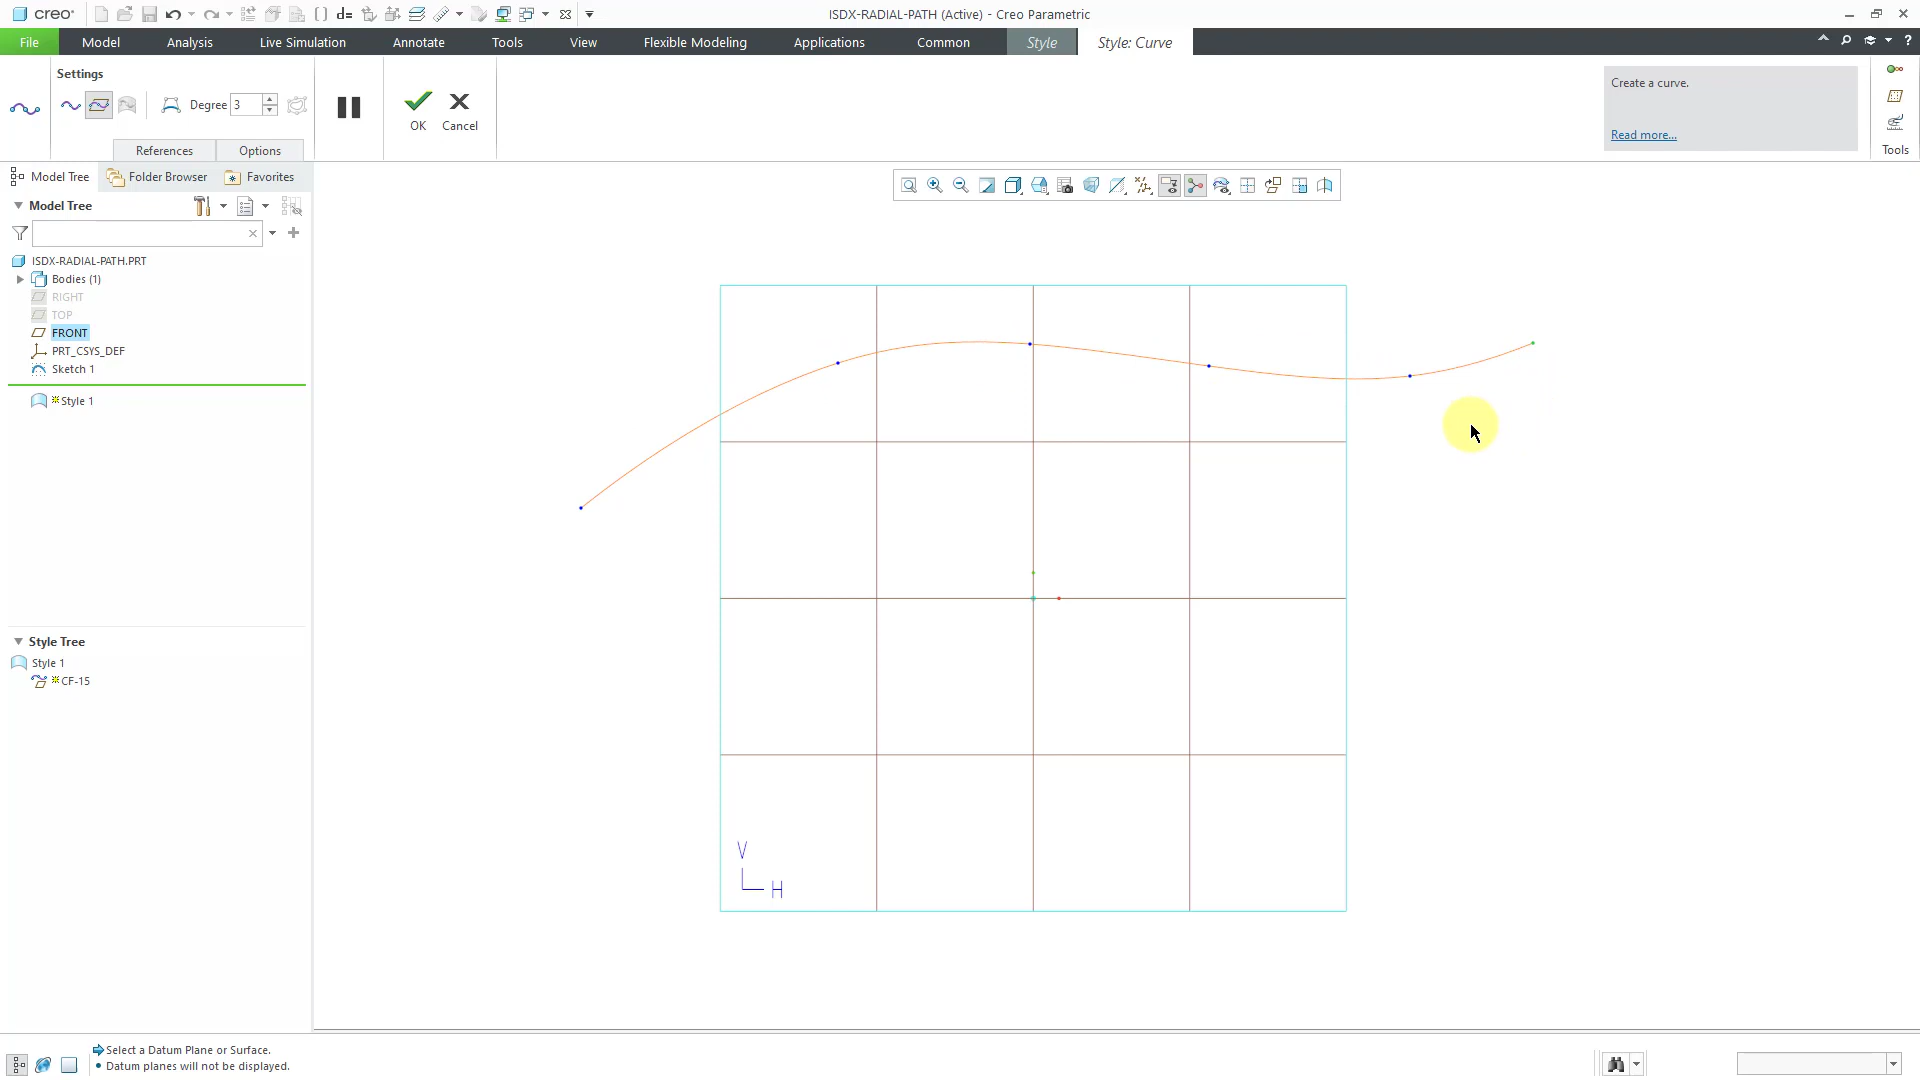 creo
d=
ISDX-RADIAL-PATH (Active) - Creo Parametric
File Model Analysis Live Simulation Annotate Tools View Flexible Modeling Applications Common Style Style: Curve
?
Settings
Degree 3
OK Cancel
References Options
Create a curve.
Read more...
Tools
Model Tree Folder Browser Favorites
Model Tree
ISDX-RADIAL-PATH.PRT
Bodies (1)
RIGHT
TOP
FRONT
PRT_CSYS_DEF
Sketch 1
Style 1
Style Tree
Style 1
CF-15
V
H
Select a Datum Plane or Surface.
Datum planes will not be displayed.